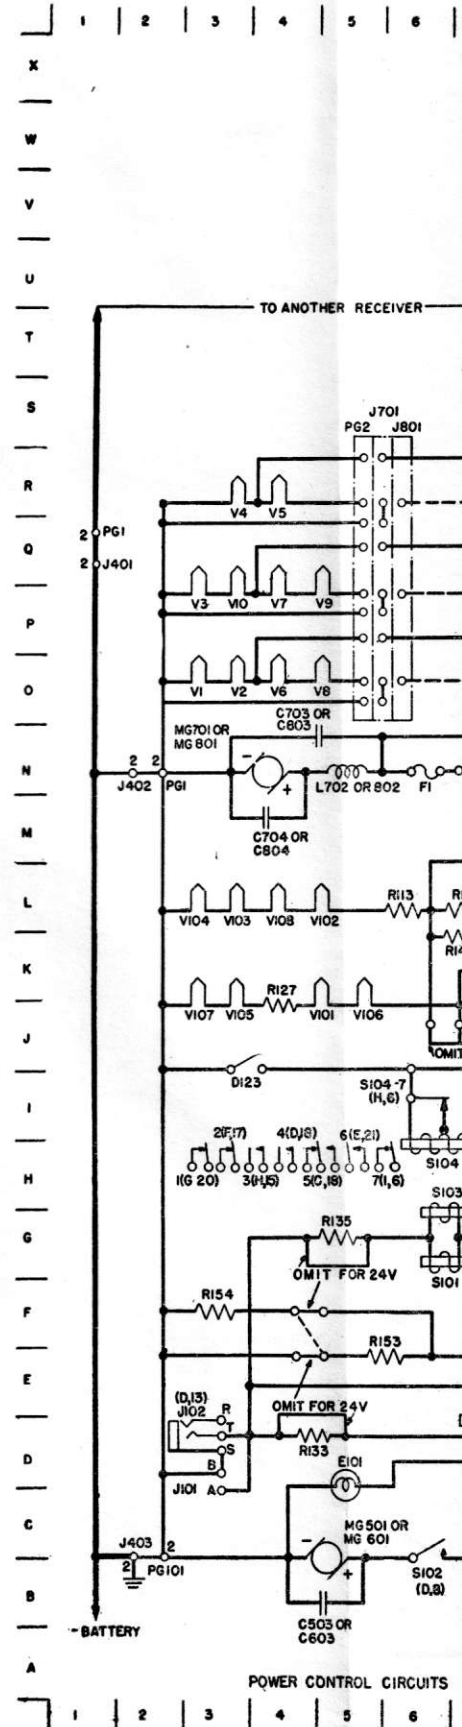 1 2 3 4 5 6
X
W
V
U
TO ANOTHER RECEIVER
T
S
J701
PG2 J801
R
V4 V5
2 PG1
Q
2 J401
V3 V10 V7 V9
P
O
V1 V2 V6 V8
C703 OR
C803
MG701 OR
MG 801
- +
N
2 2
J402 PG1
L702 OR 802 F1
M
C704 OR
C804
L
R113
V104 V103 V108 V102
K
R127
V107 V105 V101 V106
J
OMIT
D123
S104-7
(H,6)
I
2(F,17) 4(D,18) 6(E,21)
S104
H
1(G 20) 3(H,15) 5(C,18) 7(I,6)
S103
G
R135
S101
OMIT FOR 24V
F
R154
R153
E
(D,13)
J102
R
T
S
OMIT FOR 24V
D
R133
B
E101
J101 A
C
MG501 OR
MG 601
- +
J403
2 2
PG101
S102
(D,8)
B
C503 OR
C603
-BATTERY
A
POWER CONTROL CIRCUITS
1 2 3 4 5 6